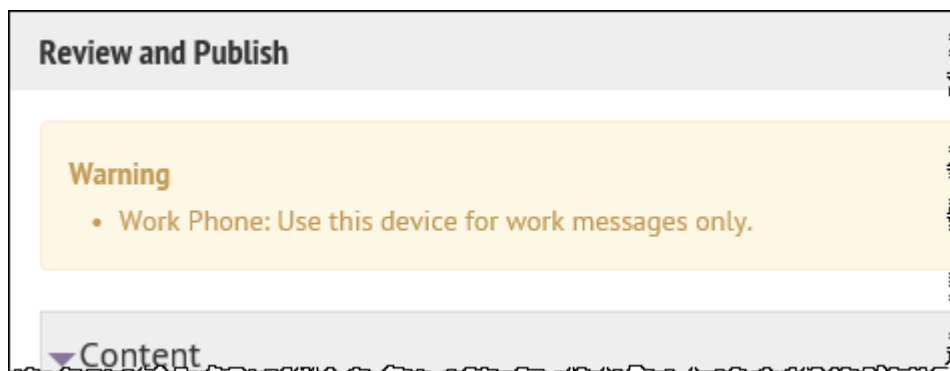 Review and Publish
Warning
• Work Phone: Use this device for work messages only.
Content